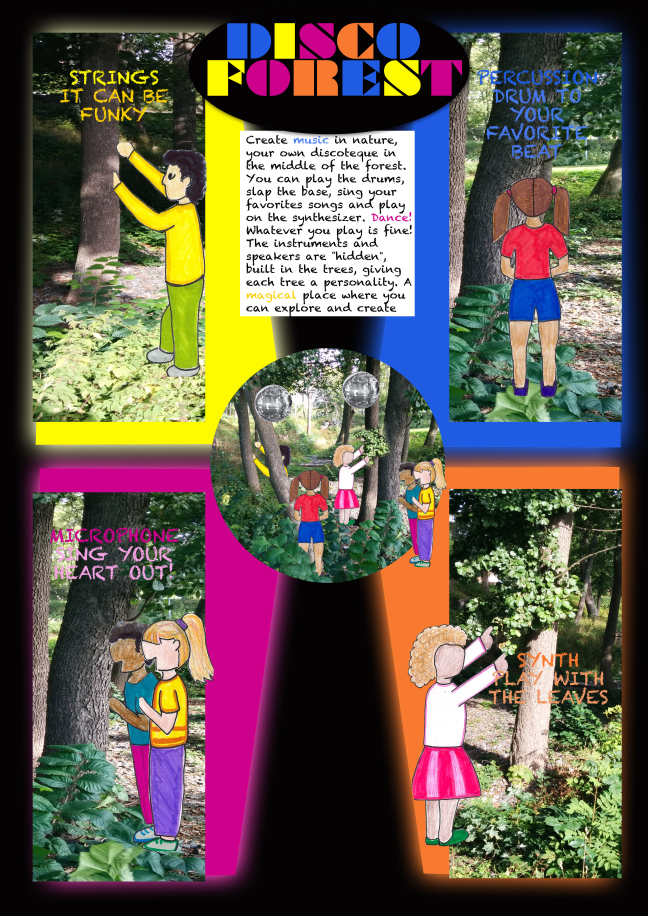 DISCO
FOREST
STRINGS
IT CAN BE
FUNKY
PERCUSSION
DRUM TO
YOUR
FAVORITE
BEAT
Create music in nature,
your own discoteque in
the middle of the forest.
You can play the drums,
slap the base, sing your
favorites songs and play
on the synthesizer. Dance!
Whatever you play is fine!
The instruments and
speakers are "hidden",
built in the trees, giving
each tree a personality. A
magical place where you
can explore and create
MICROPHONE
SING YOUR
HEART OUT!
SYNTH
PLAY WITH
THE LEAVES